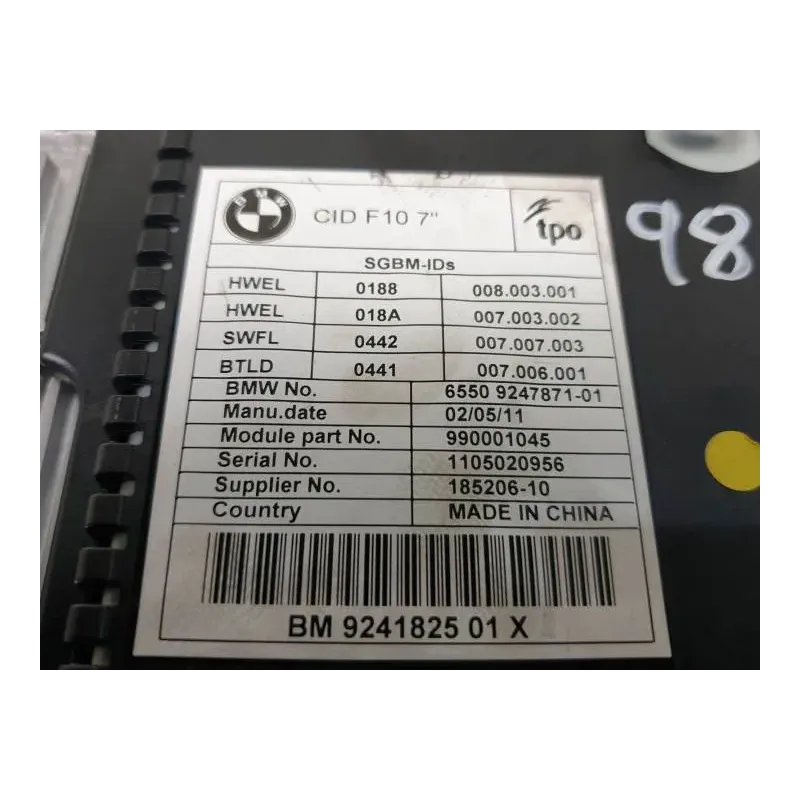 BMW CID F10 7" tpo
98
SGBM-IDs
HWEL 0188 008.003.001
HWEL 018A 007.003.002
SWFL 0442 007.007.003
BTLD 0441 007.006.001
BMW No. 6550 9247871-01
Manu.date 02/05/11
Module part No. 990001045
Serial No. 1105020956
Supplier No. 185206-10
Country MADE IN CHINA
BM 9241825 01 X